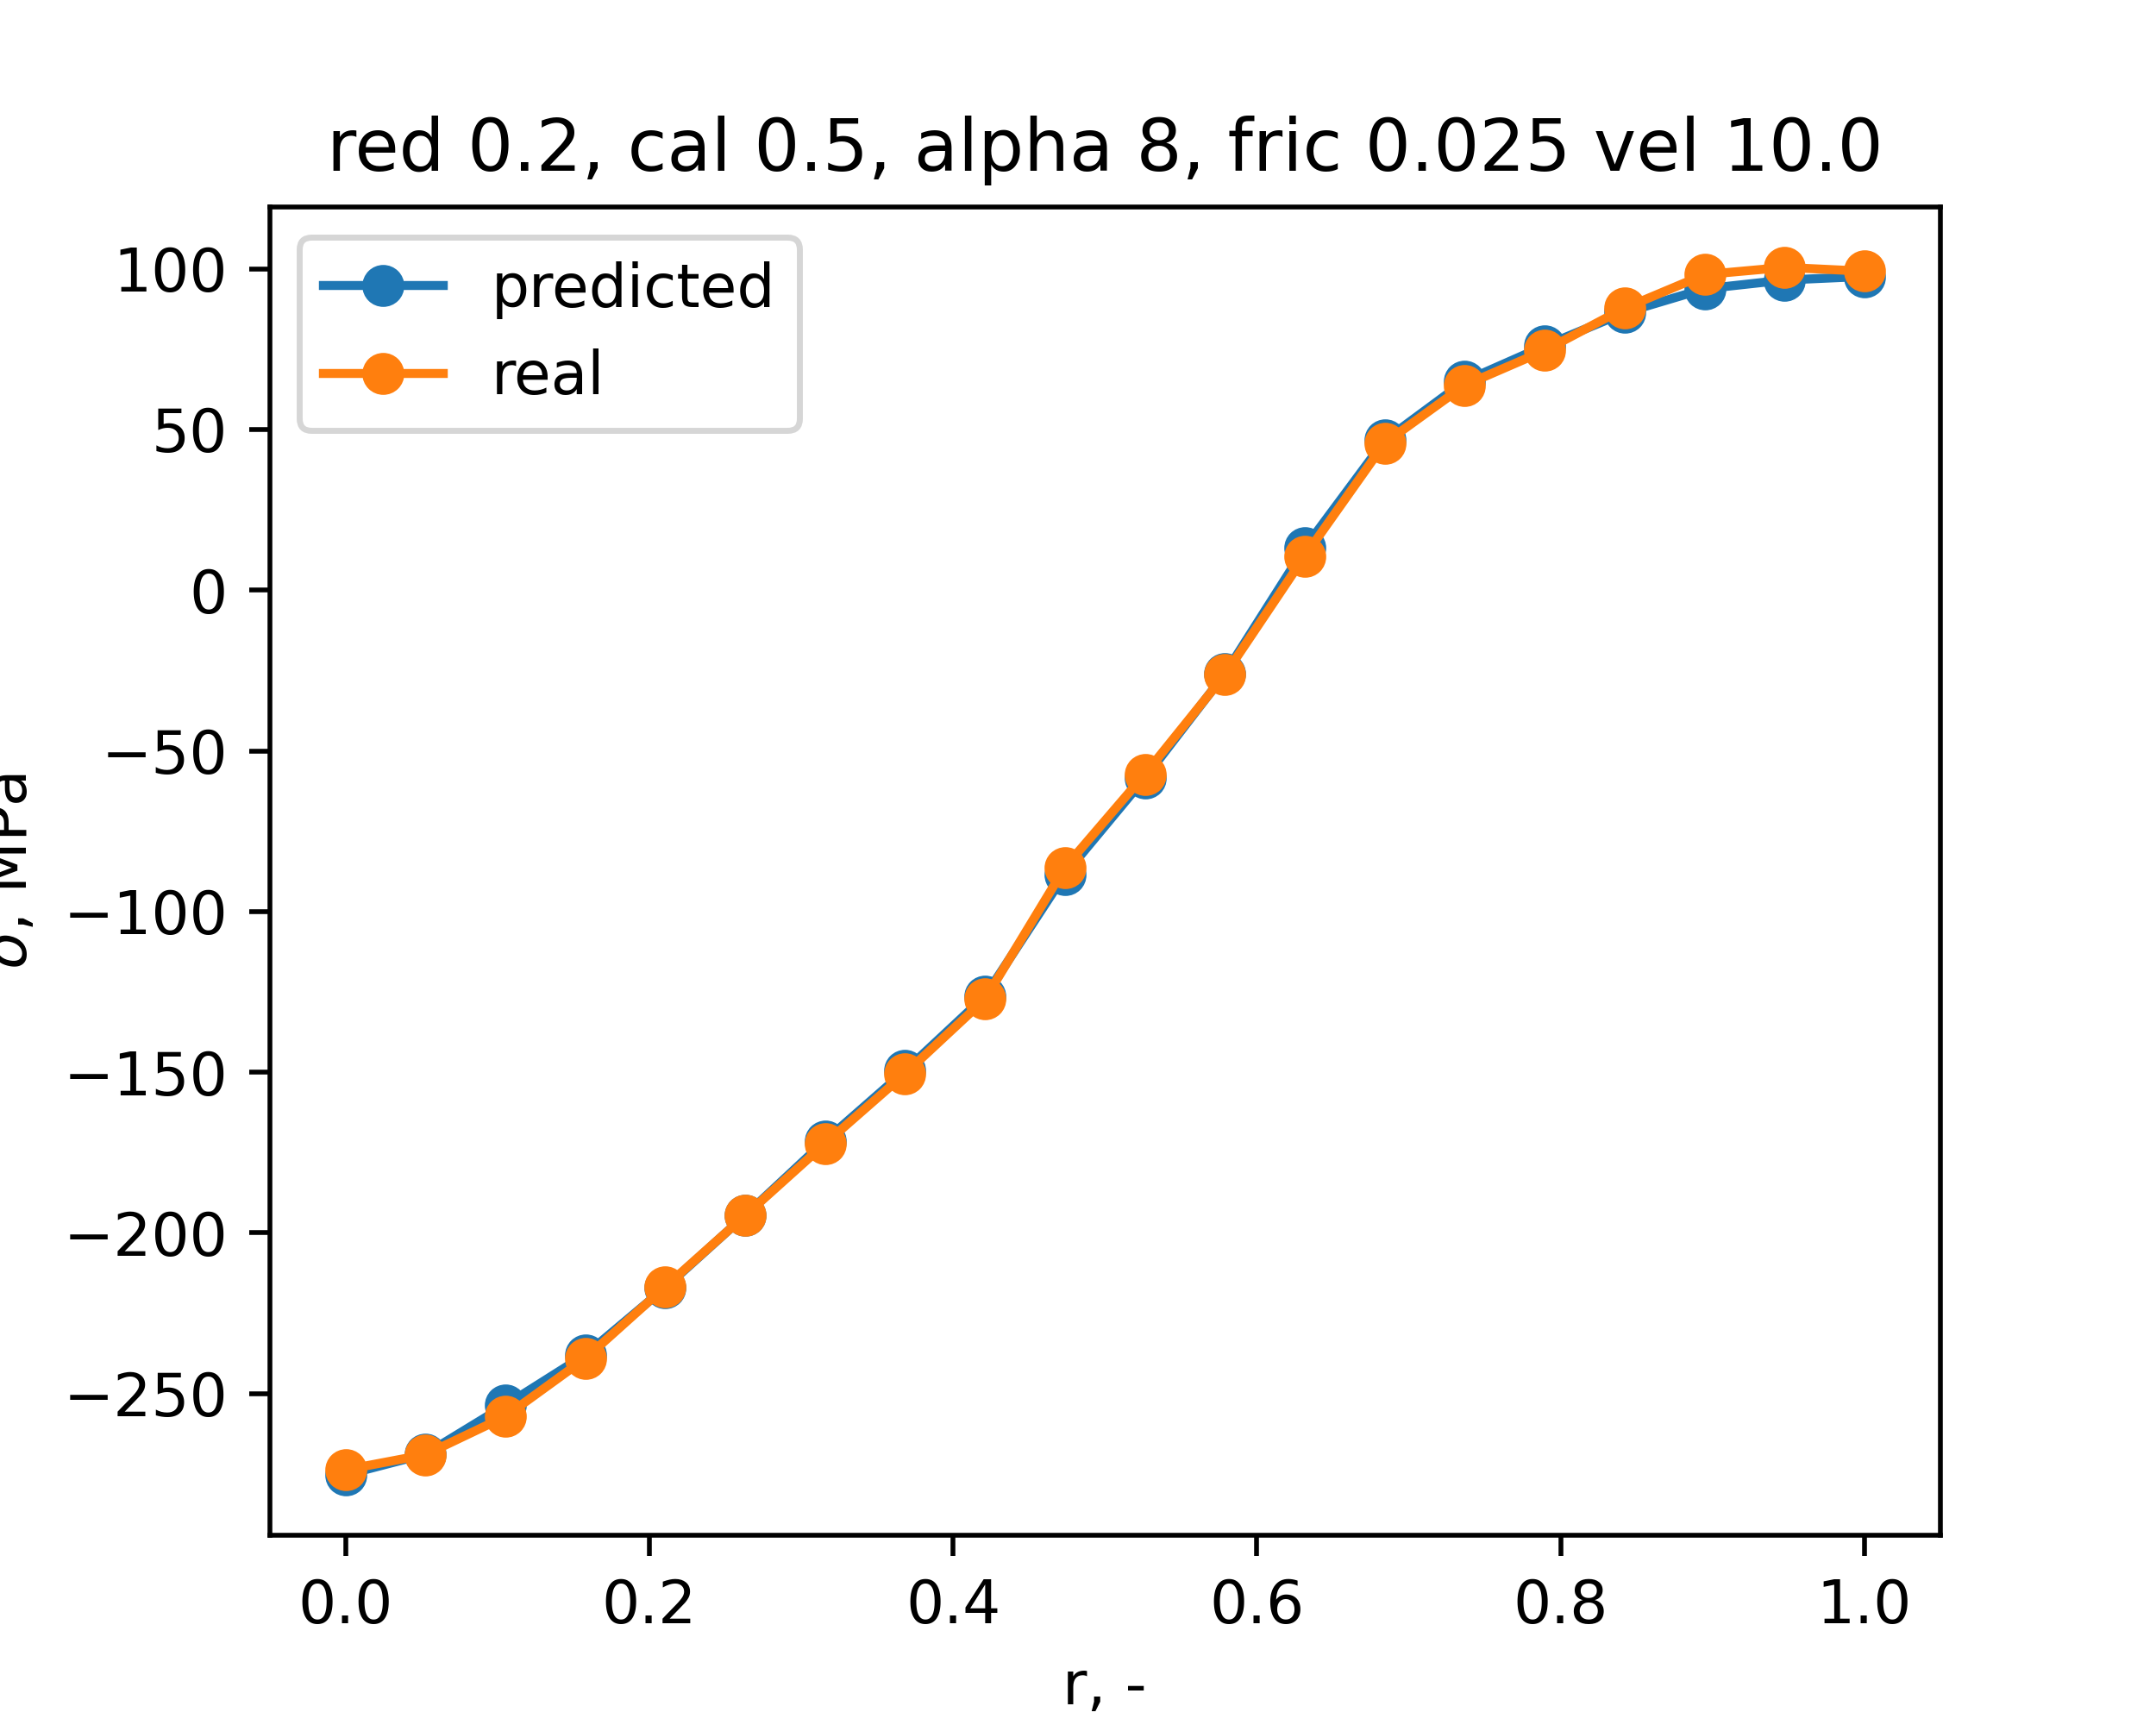 red 0.2, cal 0.5, alpha 8, fric 0.025 vel 10.0
predicted
real
100
50
0
−50
−100
−150
−200
−250
σ, MPa
0.0 0.2 0.4 0.6 0.8 1.0
r, -